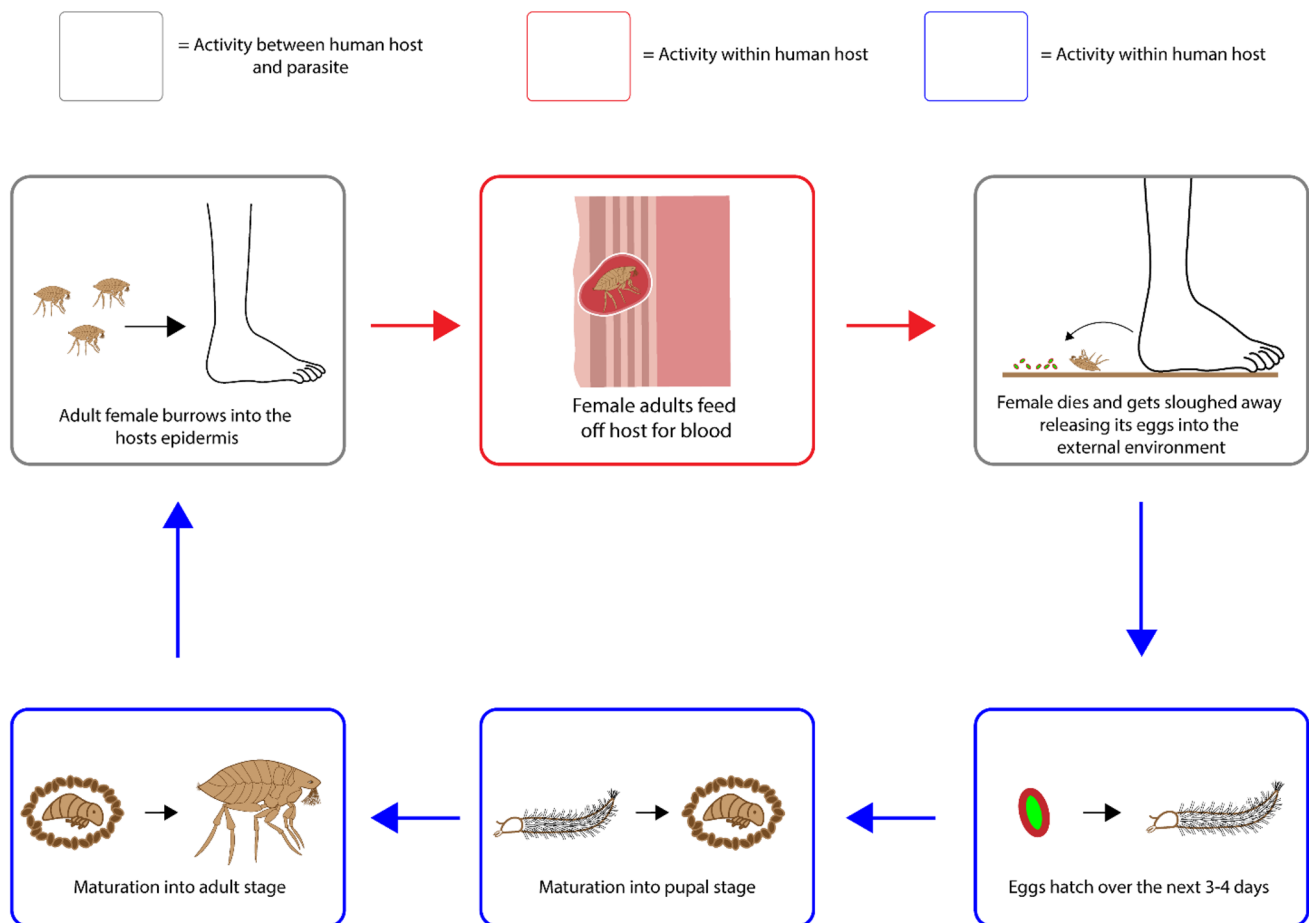 = Activity between human host
and parasite
= Activity within human host
= Activity within human host
Adult female burrows into the
hosts epidermis
Female adults feed
off host for blood
Female dies and gets sloughed away
releasing its eggs into the
external environment
Maturation into adult stage
Maturation into pupal stage
Eggs hatch over the next 3-4 days